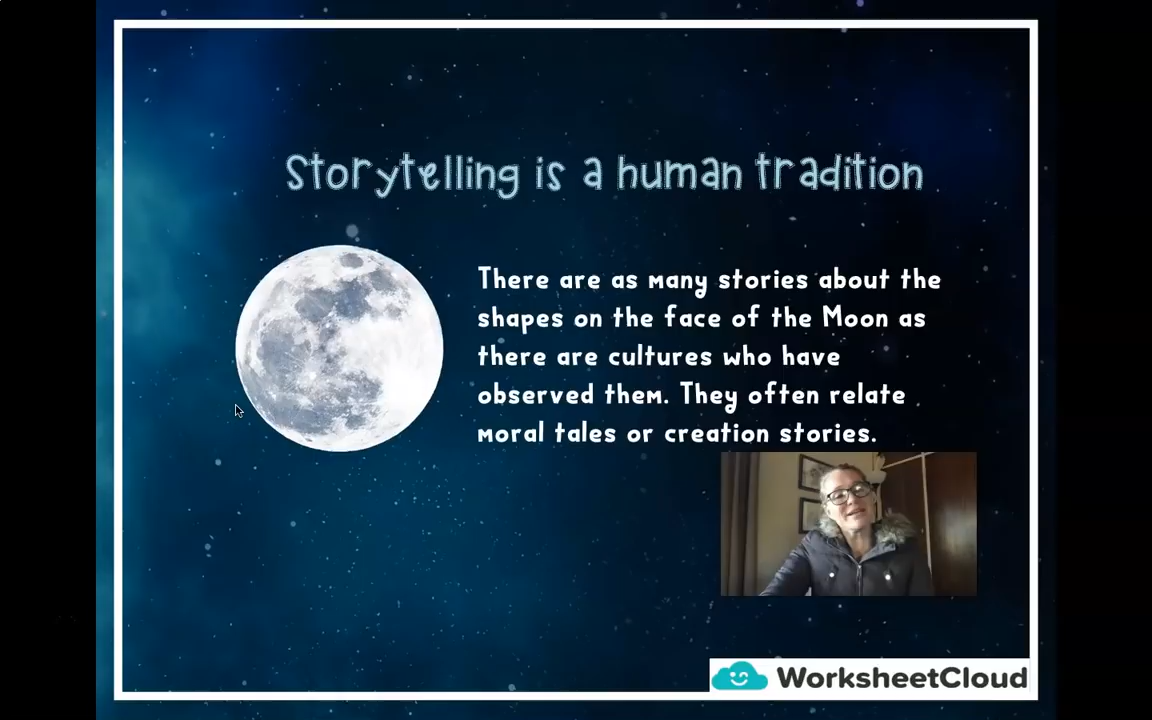 Storytelling is a human tradition
There are as many stories about the
shapes on the face of the Moon as
there are cultures who have
observed them. They often relate
moral tales or creation stories.
WorksheetCloud